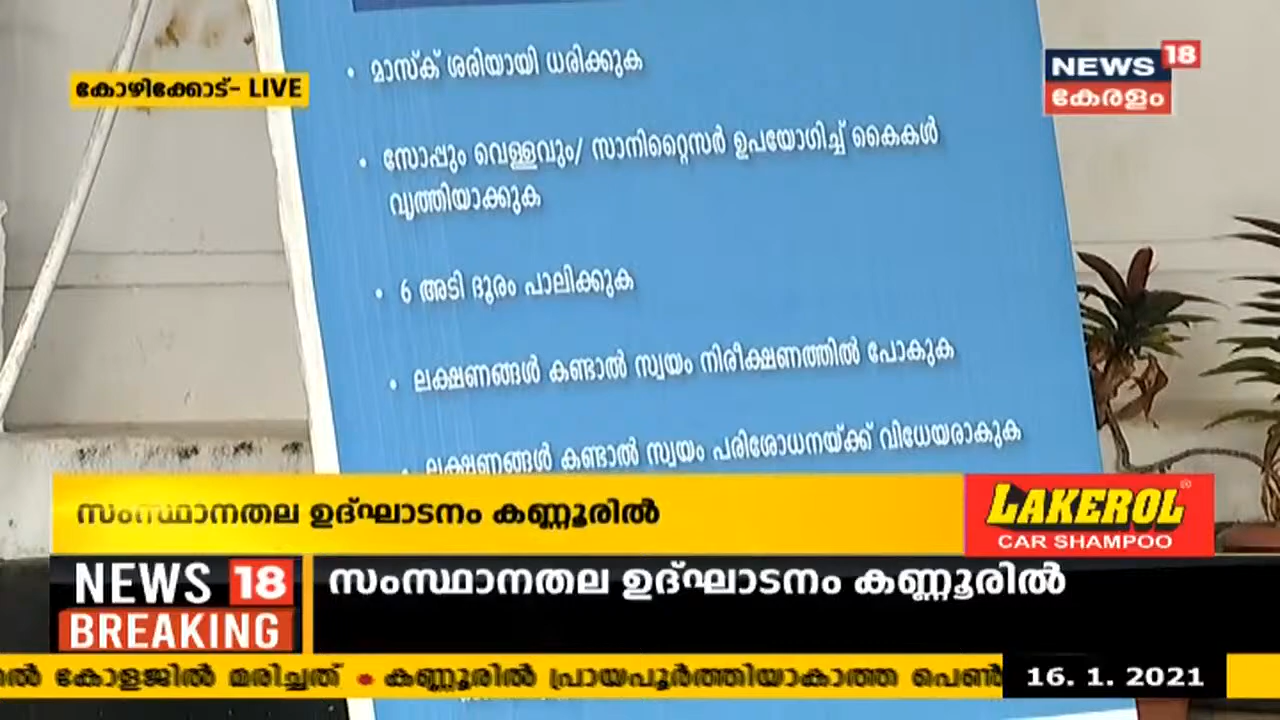 മാസ്ക് ശരിയായി ധരിക്കുക
കോഴിക്കോട്- LIVE
NEWS 18
കേരളം
സോപ്പും വെള്ളവും/ സാനിറ്റൈസർ ഉപയോഗിച്ച് കൈകൾ
വൃത്തിയാക്കുക
6 അടി ദൂരം പാലിക്കുക
ലക്ഷണങ്ങൾ കണ്ടാൽ സ്വയം നിരീക്ഷണത്തിൽ പോകുക
ലക്ഷണങ്ങൾ കണ്ടാൽ സ്വയം പരിശോധനയ്ക്ക് വിധേയരാകുക
സംസ്ഥാനതല ഉദ്ഘാടനം കണ്ണൂരിൽ
LAKEROL®
CAR SHAMPOO
NEWS 18
BREAKING
സംസ്ഥാനതല ഉദ്ഘാടനം കണ്ണൂരിൽ
കോളജിൽ മരിച്ചത് • കണ്ണൂരിൽ പ്രായപൂർത്തിയാകാത്ത പെൺ
16. 1. 2021